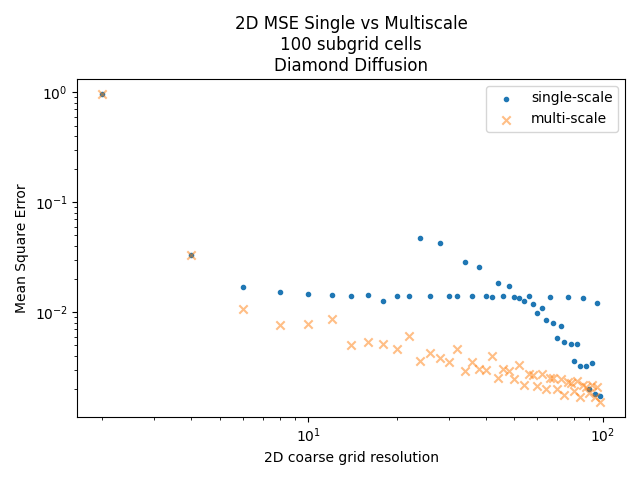 2D MSE Single vs Multiscale
100 subgrid cells
Diamond Diffusion
single-scale
multi-scale
Mean Square Error
10⁰
10⁻¹
10⁻²
10¹
10²
2D coarse grid resolution